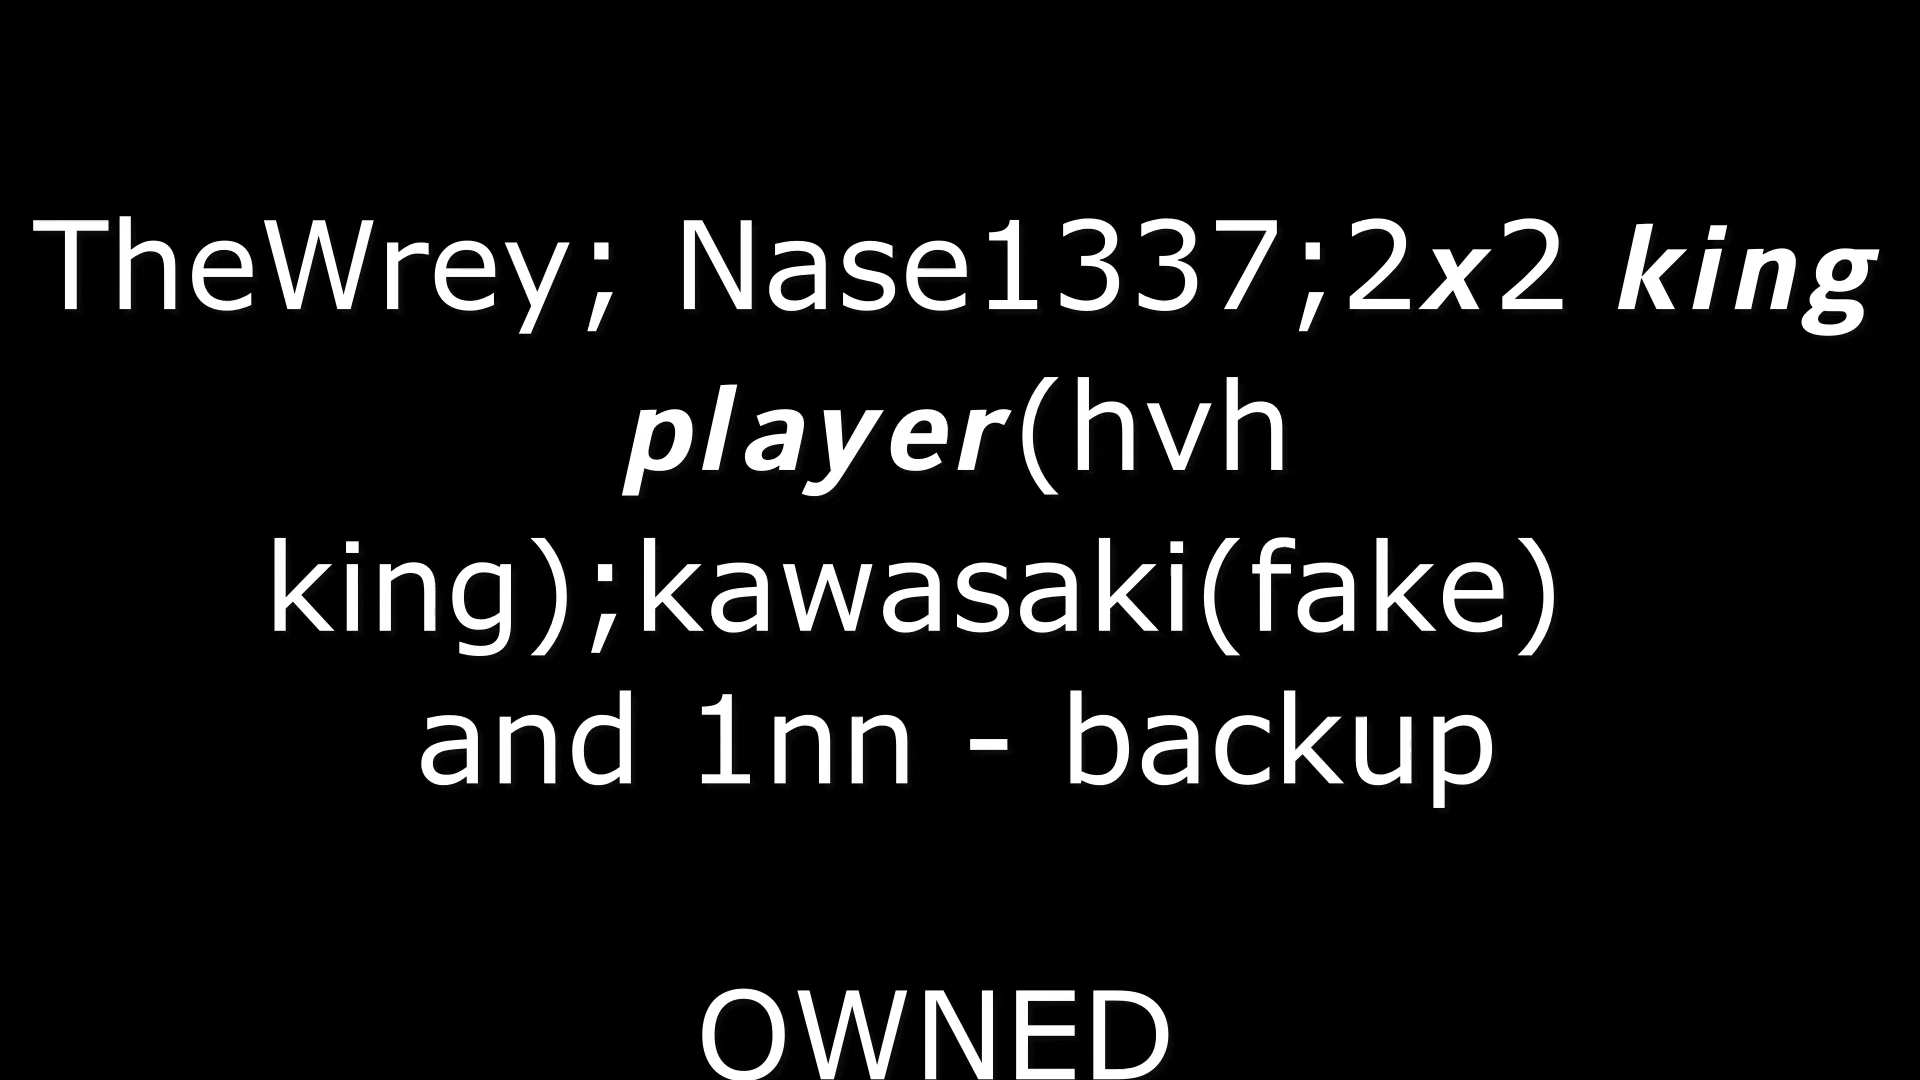 TheWrey; Nase1337;2x2 king
player(hvh
king);kawasaki(fake)
and 1nn - backup
OWNED